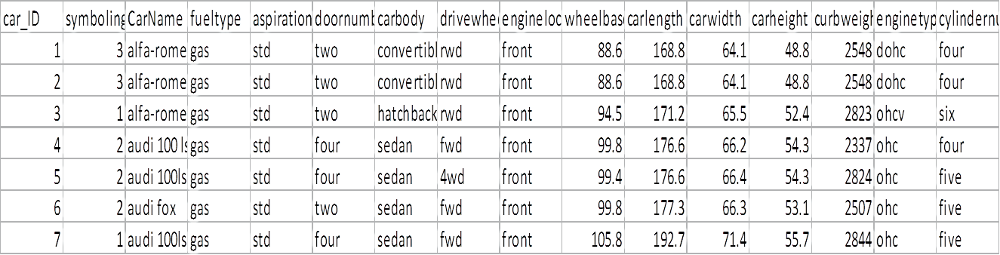 car_ID symboling CarName fueltype aspiration doornumb carbody drivewhe engineloc wheelbas carlength carwidth carheight curbweigh enginetyp cylindernu
1 3 alfa-rome gas std two convertibl rwd front 88.6 168.8 64.1 48.8 2548 dohc four
2 3 alfa-rome gas std two convertibl rwd front 88.6 168.8 64.1 48.8 2548 dohc four
3 1 alfa-rome gas std two hatchback rwd front 94.5 171.2 65.5 52.4 2823 ohcv six
4 2 audi 100 ls gas std four sedan fwd front 99.8 176.6 66.2 54.3 2337 ohc four
5 2 audi 100ls gas std four sedan 4wd front 99.4 176.6 66.4 54.3 2824 ohc five
6 2 audi fox gas std two sedan fwd front 99.8 177.3 66.3 53.1 2507 ohc five
7 1 audi 100ls gas std four sedan fwd front 105.8 192.7 71.4 55.7 2844 ohc five